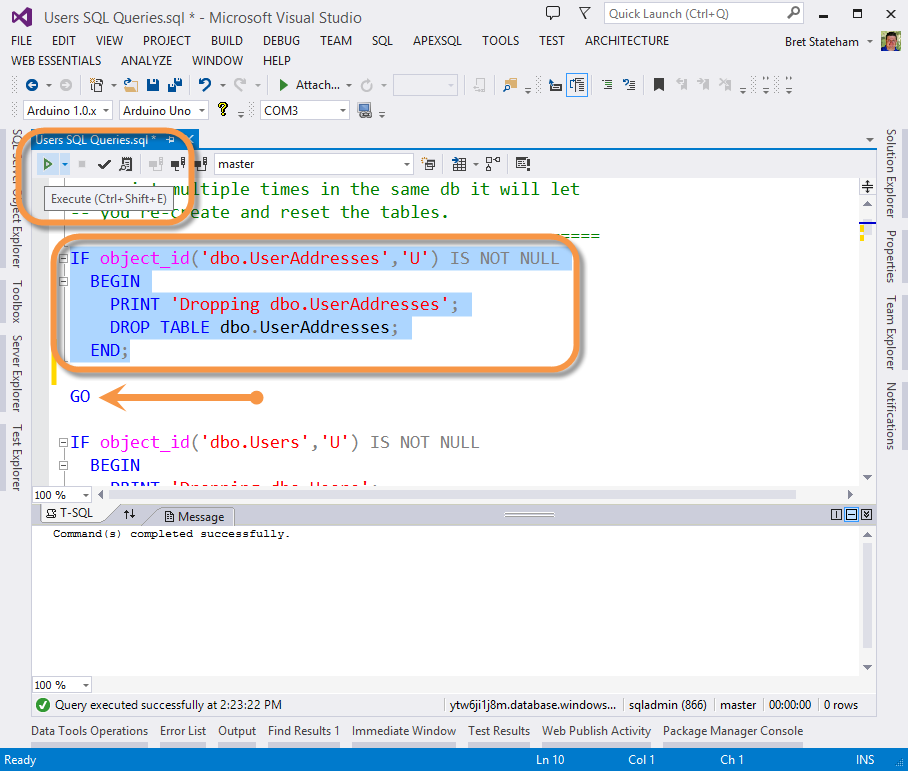 Users SQL Queries.sql * - Microsoft Visual Studio
Quick Launch (Ctrl+Q)
FILE EDIT VIEW PROJECT BUILD DEBUG TEAM SQL APEXSQL TOOLS TEST ARCHITECTURE
Bret Stateham
WEB ESSENTIALS ANALYZE WINDOW HELP
Attach...
Arduino 1.0.x Arduino Uno COM3
Users SQL Queries.sql *
master
Execute (Ctrl+Shift+E)
multiple times in the same db it will let
-- you re-create and reset the tables.
IF object_id('dbo.UserAddresses','U') IS NOT NULL
BEGIN
PRINT 'Dropping dbo.UserAddresses';
DROP TABLE dbo.UserAddresses;
END;
GO
IF object_id('dbo.Users','U') IS NOT NULL
BEGIN
PRINT 'Dropping dbo.Users';
100 %
T-SQL Message
Command(s) completed successfully.
100 %
Query executed successfully at 2:23:22 PM
ytw6ji1j8m.database.windows... sqladmin (866) master 00:00:00 0 rows
Data Tools Operations Error List Output Find Results 1 Immediate Window Test Results Web Publish Activity Package Manager Console
Ready Ln 10 Col 1 Ch 1 INS
SQL Server Object Explorer
Toolbox
Server Explorer
Test Explorer
Solution Explorer
Properties
Team Explorer
Notifications